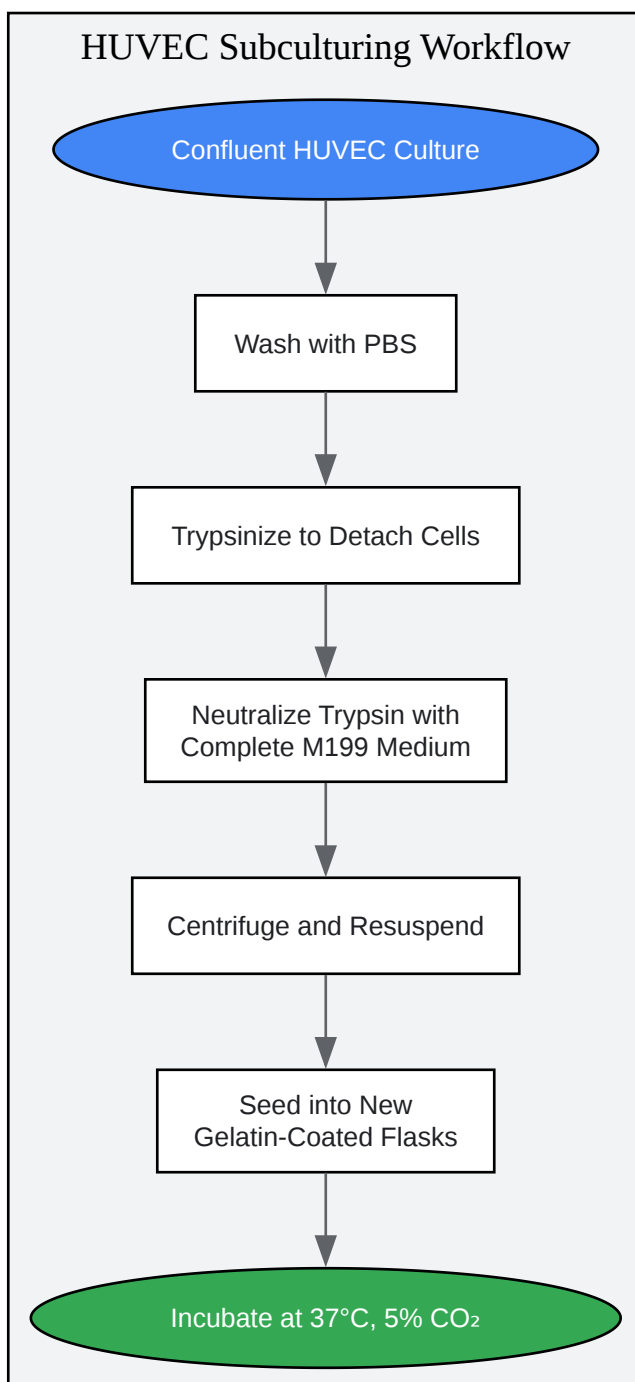 HUVEC Subculturing Workflow
Confluent HUVEC Culture
Wash with PBS
Trypsinize to Detach Cells
Neutralize Trypsin with
Complete M199 Medium
Centrifuge and Resuspend
Seed into New
Gelatin-Coated Flasks
Incubate at 37°C, 5% CO₂